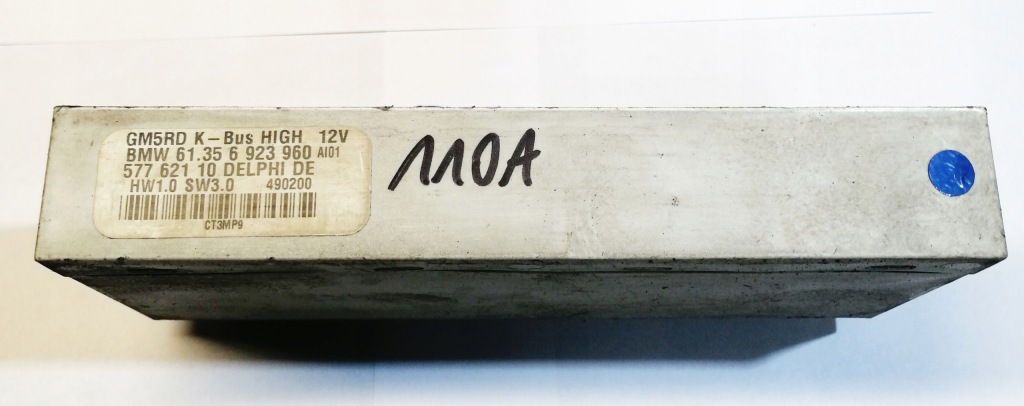 GM5RD K-Bus HIGH 12V
BMW 61.35 6 923 960 AI01
577 621 10 DELPHI DE
HW1.0 SW3.0 490200
CT3MP9
110A